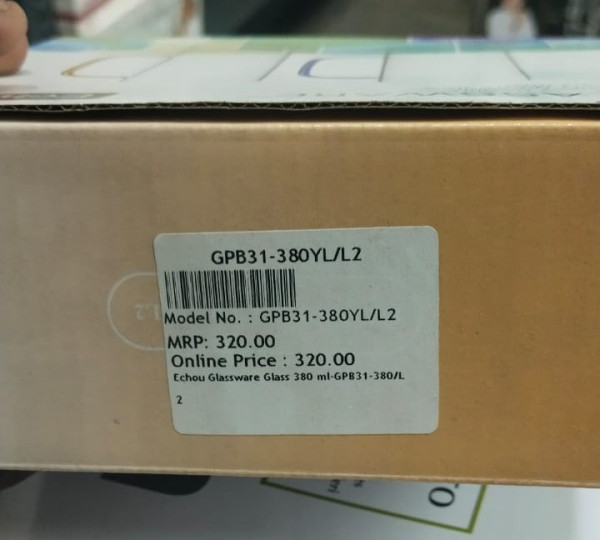 GPB31-380YL/L2
Model No. : GPB31-380YL/L2
MRP: 320.00
Online Price : 320.00
Echou Glassware Glass 380 ml-GPB31-380/L
2